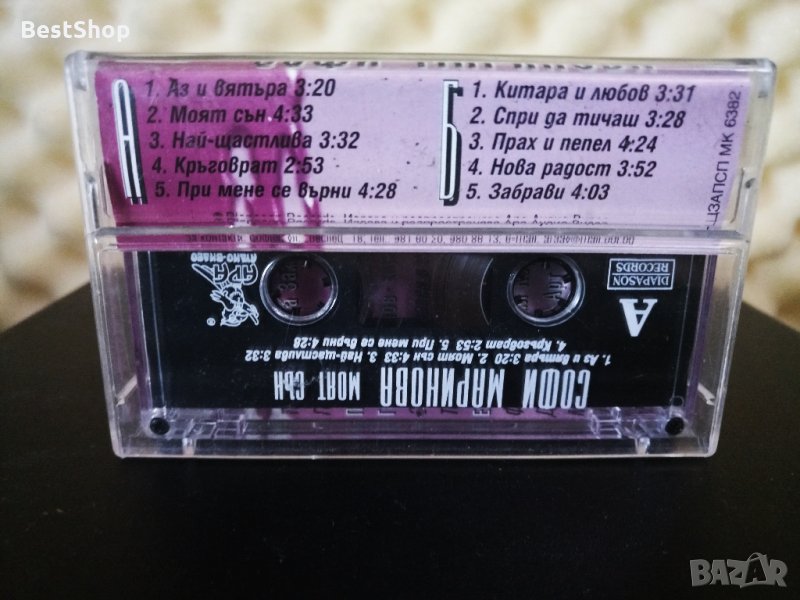 BestShop
А
1. Аз и вятъра 3:20
2. Моят сън 4:33
3. Най-щастлива 3:32
4. Кръговрат 2:53
5. При мене се върни 4:28
Б
1. Китара и любов 3:31
2. Спри да тичаш 3:28
3. Прах и пепел 4:24
4. Нова радост 3:52
5. Забрави 4:03
ЦЗАПСП МК 6382
СОФИ МАРИНОВА МОЯТ СЪН
1. Аз и вятъра 3:20 2. Моят сън 4:33 3. Най-щастлива 3:32
4. Кръговрат 2:53 5. При мене се върни 4:28
A
DIAPASON
RECORDS
BAZAR